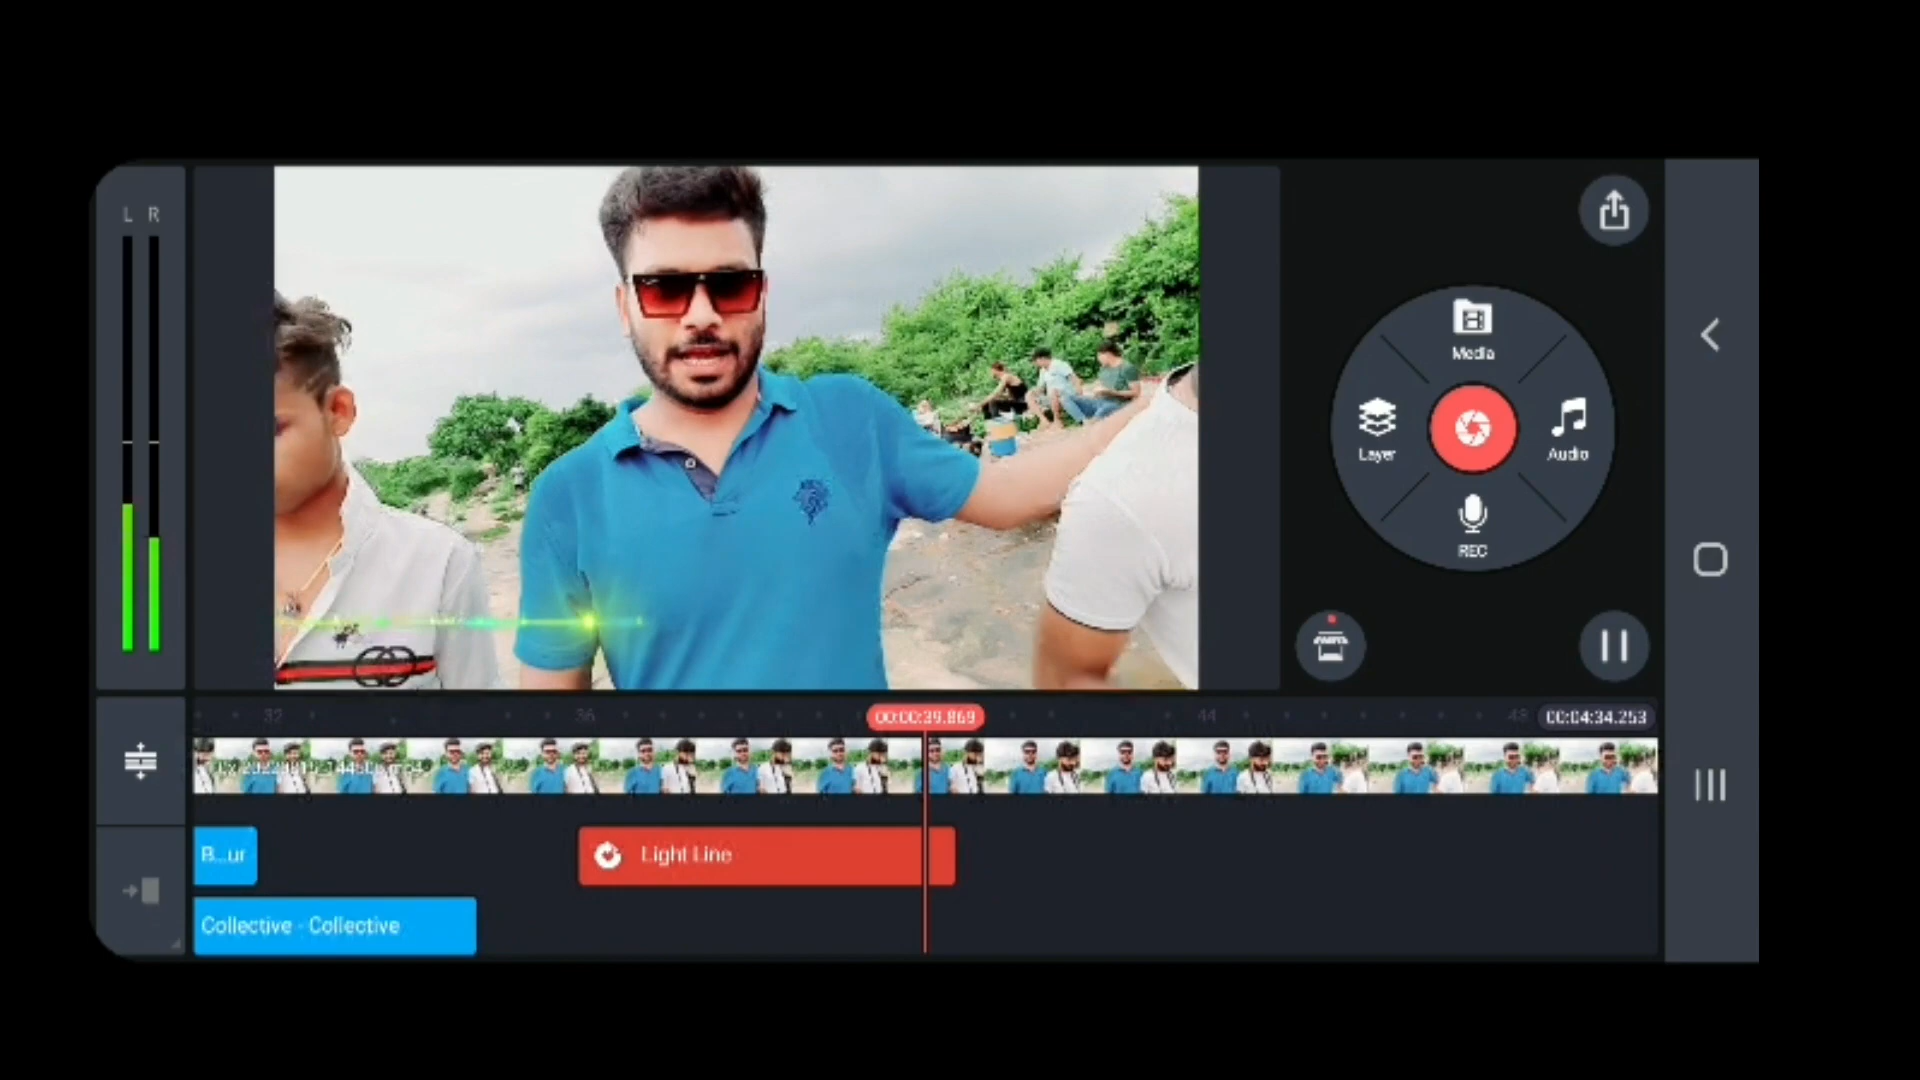 L R
Media
Layer
Audio
REC
32
36
00:00:39.869
44
48
00:04:34.253
B...ur
Light Line
Collective - Collective